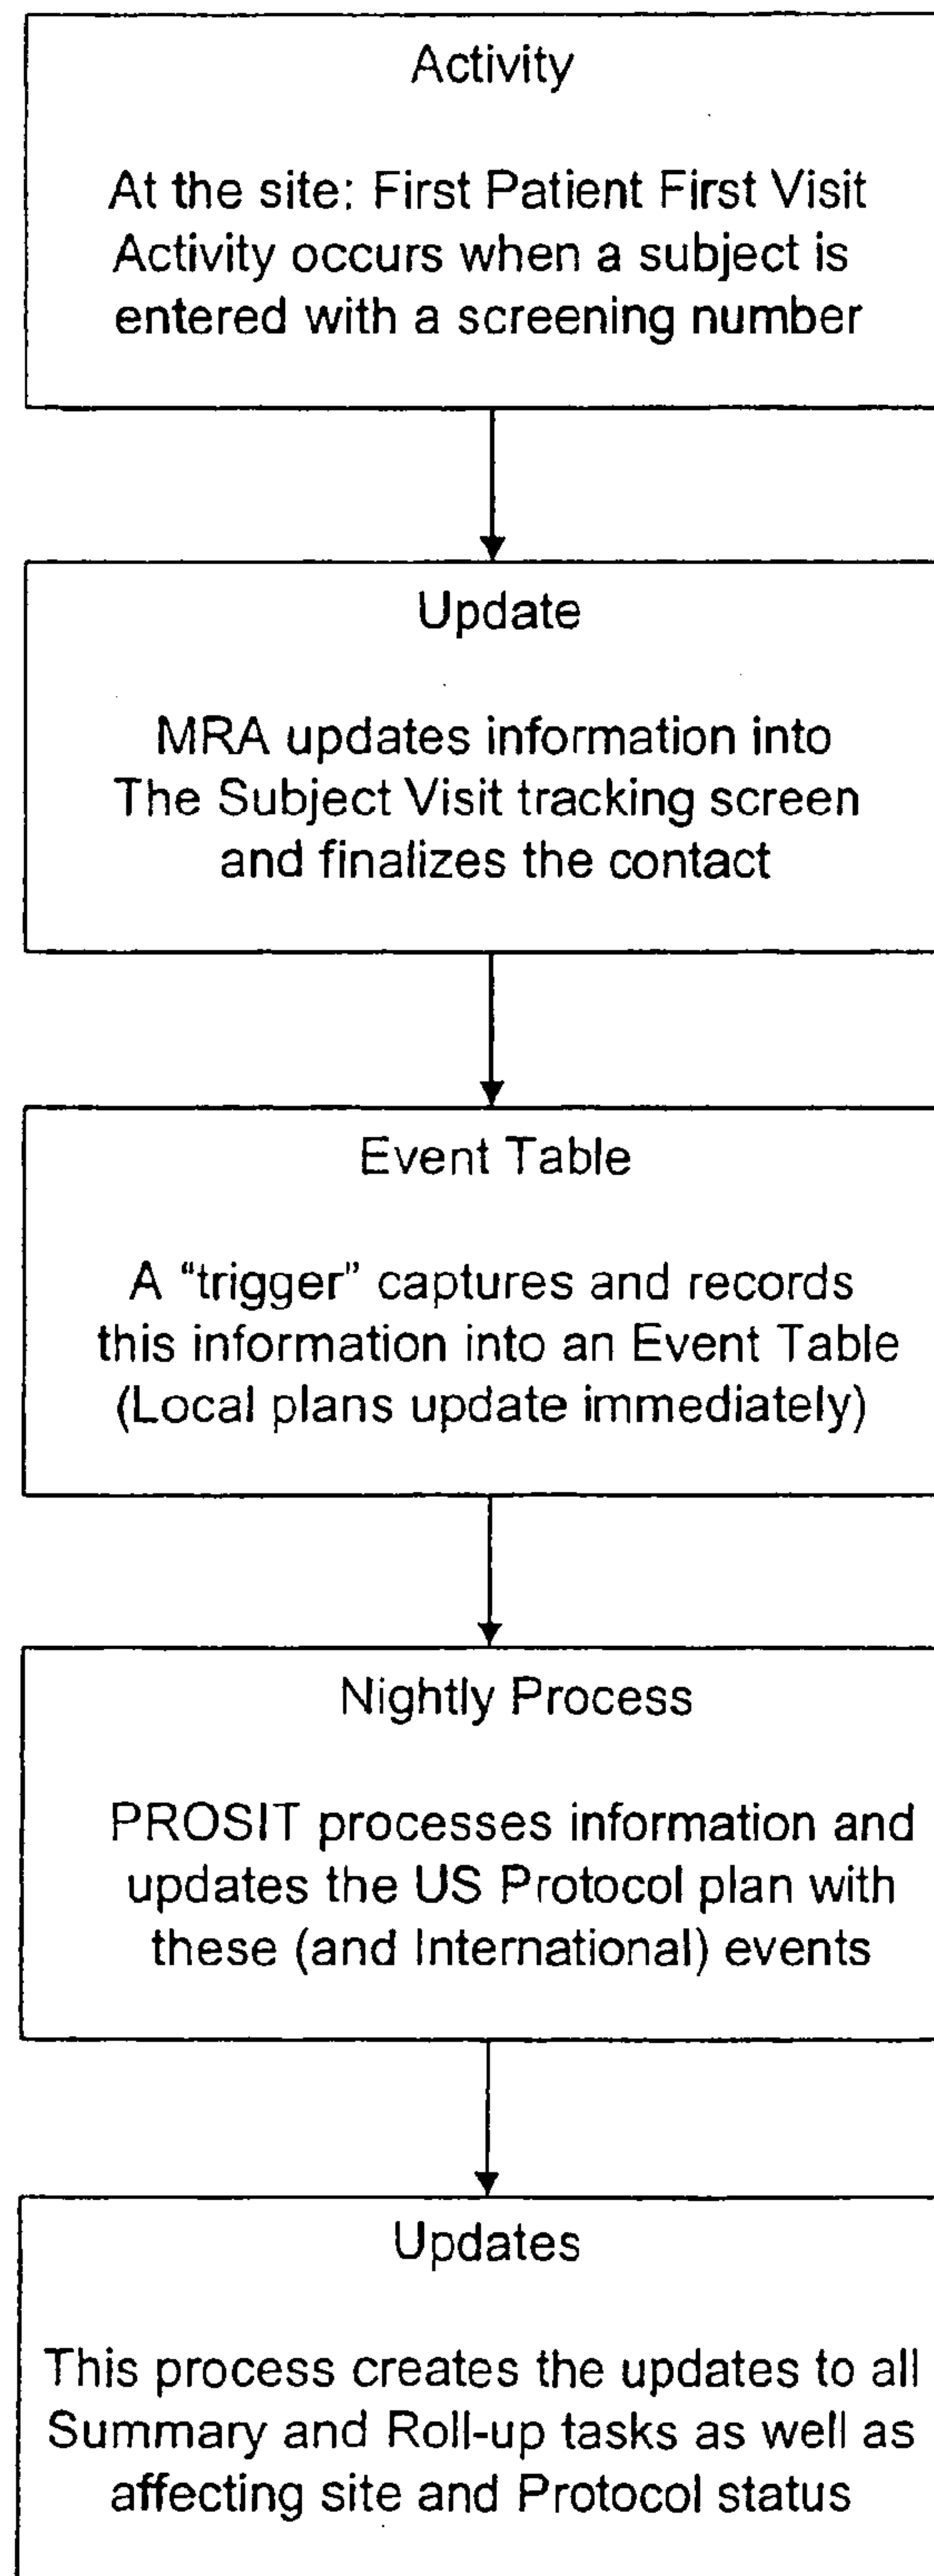 Activity
At the site: First Patient First Visit
Activity occurs when a subject is
entered with a screening number
Update
MRA updates information into
The Subject Visit tracking screen
and finalizes the contact
Event Table
A “trigger” captures and records
this information into an Event Table
(Local plans update immediately)
Nightly Process
PROSIT processes information and
updates the US Protocol plan with
these (and International) events
Updates
This process creates the updates to all
Summary and Roll-up tasks as well as
affecting site and Protocol status